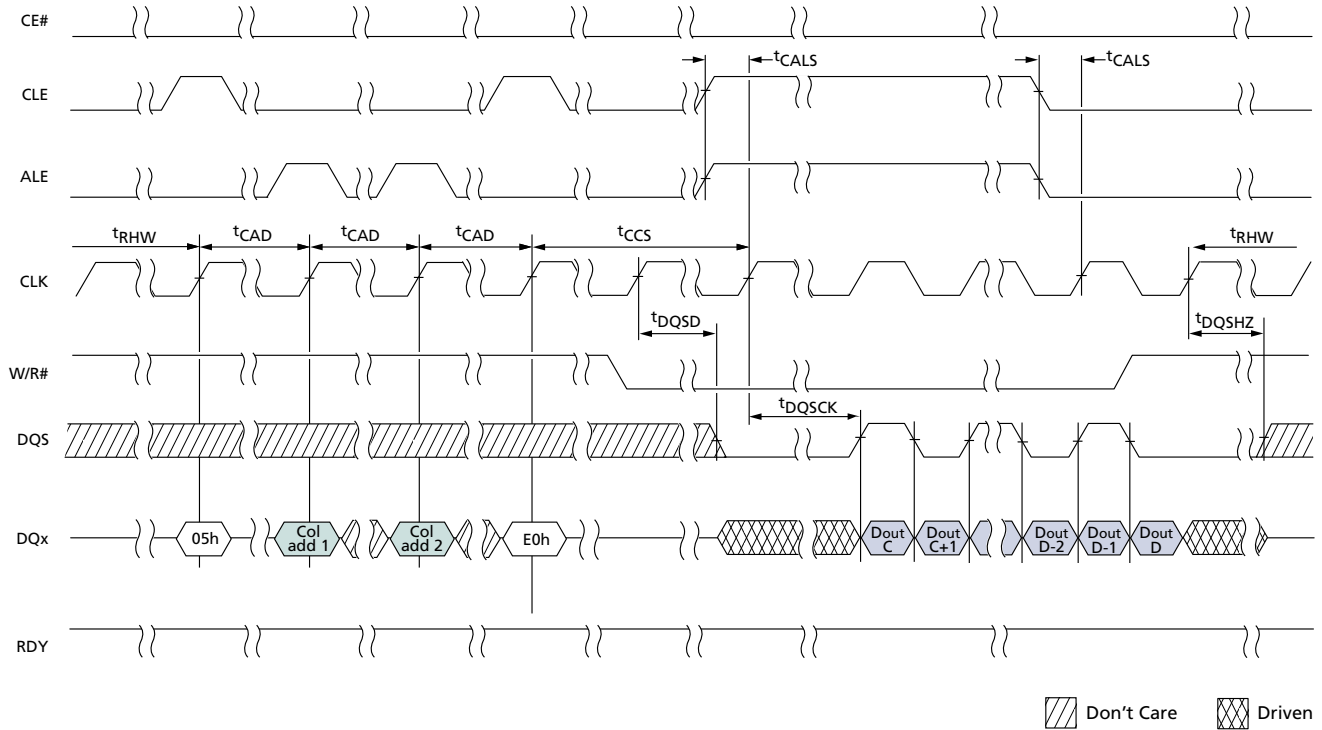 CE#
tCALS tCALS
CLE
ALE
tRHW tCAD tCAD tCAD tCCS tRHW
CLK
tDQSD tDQSHZ
W/R#
tDQSCK
DQS
DQx
05h
Col
add 1
Col
add 2
E0h
Dout
C
Dout
C+1
Dout
D-2
Dout
D-1
Dout
D
RDY
Don't Care
Driven